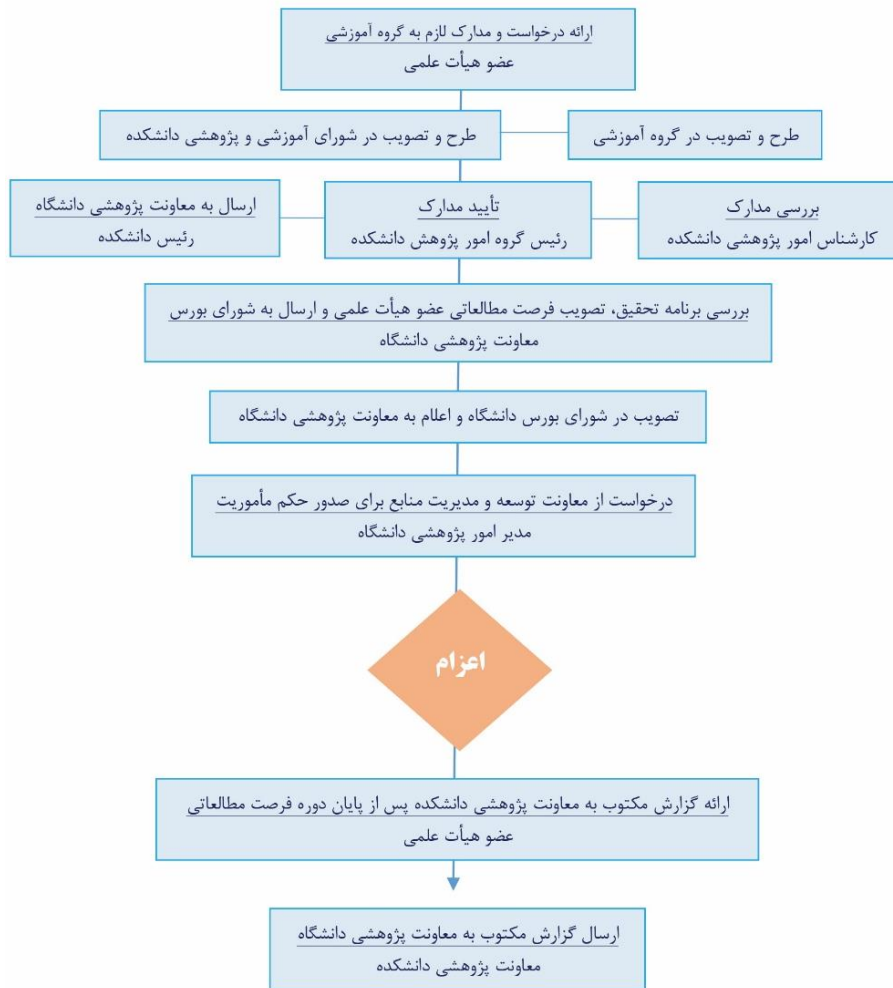 ارائه درخواست و مدارک لازم به گروه آموزشی
عضو هیأت علمی
طرح و تصویب در گروه آموزشی
طرح و تصویب در شورای آموزشی و پژوهشی دانشکده
بررسی مدارک
کارشناس امور پژوهشی دانشکده
تأیید مدارک
رئیس گروه امور پژوهش دانشکده
ارسال به معاونت پژوهشی دانشگاه
رئیس دانشکده
بررسی برنامه تحقیق، تصویب فرصت مطالعاتی عضو هیأت علمی و ارسال به شورای بورس
معاونت پژوهشی دانشگاه
تصویب در شورای بورس دانشگاه و اعلام به معاونت پژوهشی دانشگاه
درخواست از معاونت توسعه و مدیریت منابع برای صدور حکم مأموریت
مدیر امور پژوهشی دانشگاه
اعزام
ارائه گزارش مکتوب به معاونت پژوهشی دانشکده پس از پایان دوره فرصت مطالعاتی
عضو هیأت علمی
ارسال گزارش مکتوب به معاونت پژوهشی دانشگاه
معاونت پژوهشی دانشکده